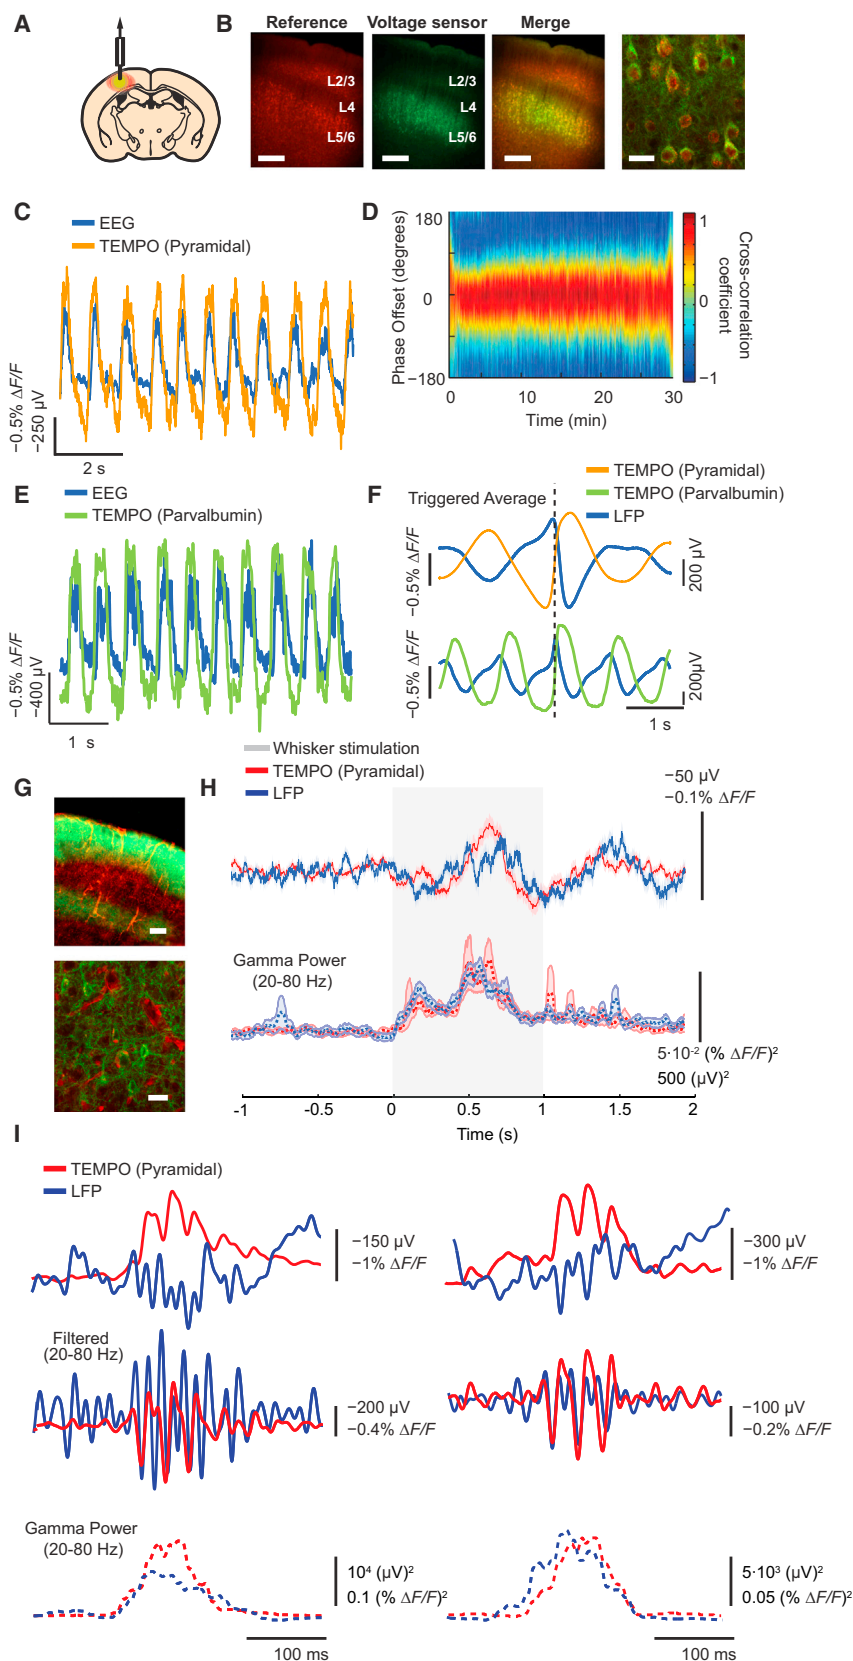 A
B
Reference
Voltage sensor
Merge
L2/3
L4
L5/6
L2/3
L4
L5/6
C
EEG
TEMPO (Pyramidal)
−0.5% ΔF/F
−250 µV
2 s
D
Phase Offset (degrees)
180
0
−180
0
10
20
30
Time (min)
1
0
−1
Cross-correlation
coefficient
E
EEG
TEMPO (Parvalbumin)
−0.5% ΔF/F
−400 µV
1 s
F
TEMPO (Pyramidal)
TEMPO (Parvalbumin)
LFP
Triggered Average
−0.5% ΔF/F
200 µV
−0.5% ΔF/F
200µV
1 s
G
H
Whisker stimulation
TEMPO (Pyramidal)
LFP
−50 µV
−0.1% ΔF/F
Gamma Power
(20-80 Hz)
5·10⁻² (% ΔF/F)²
500 (µV)²
-1
-0.5
0
0.5
1
1.5
2
Time (s)
I
TEMPO (Pyramidal)
LFP
−150 µV
−1% ΔF/F
−300 µV
−1% ΔF/F
Filtered
(20-80 Hz)
−200 µV
−0.4% ΔF/F
−100 µV
−0.2% ΔF/F
Gamma Power
(20-80 Hz)
10⁴ (µV)²
0.1 (% ΔF/F)²
5·10³ (µV)²
0.05 (% ΔF/F)²
100 ms
100 ms